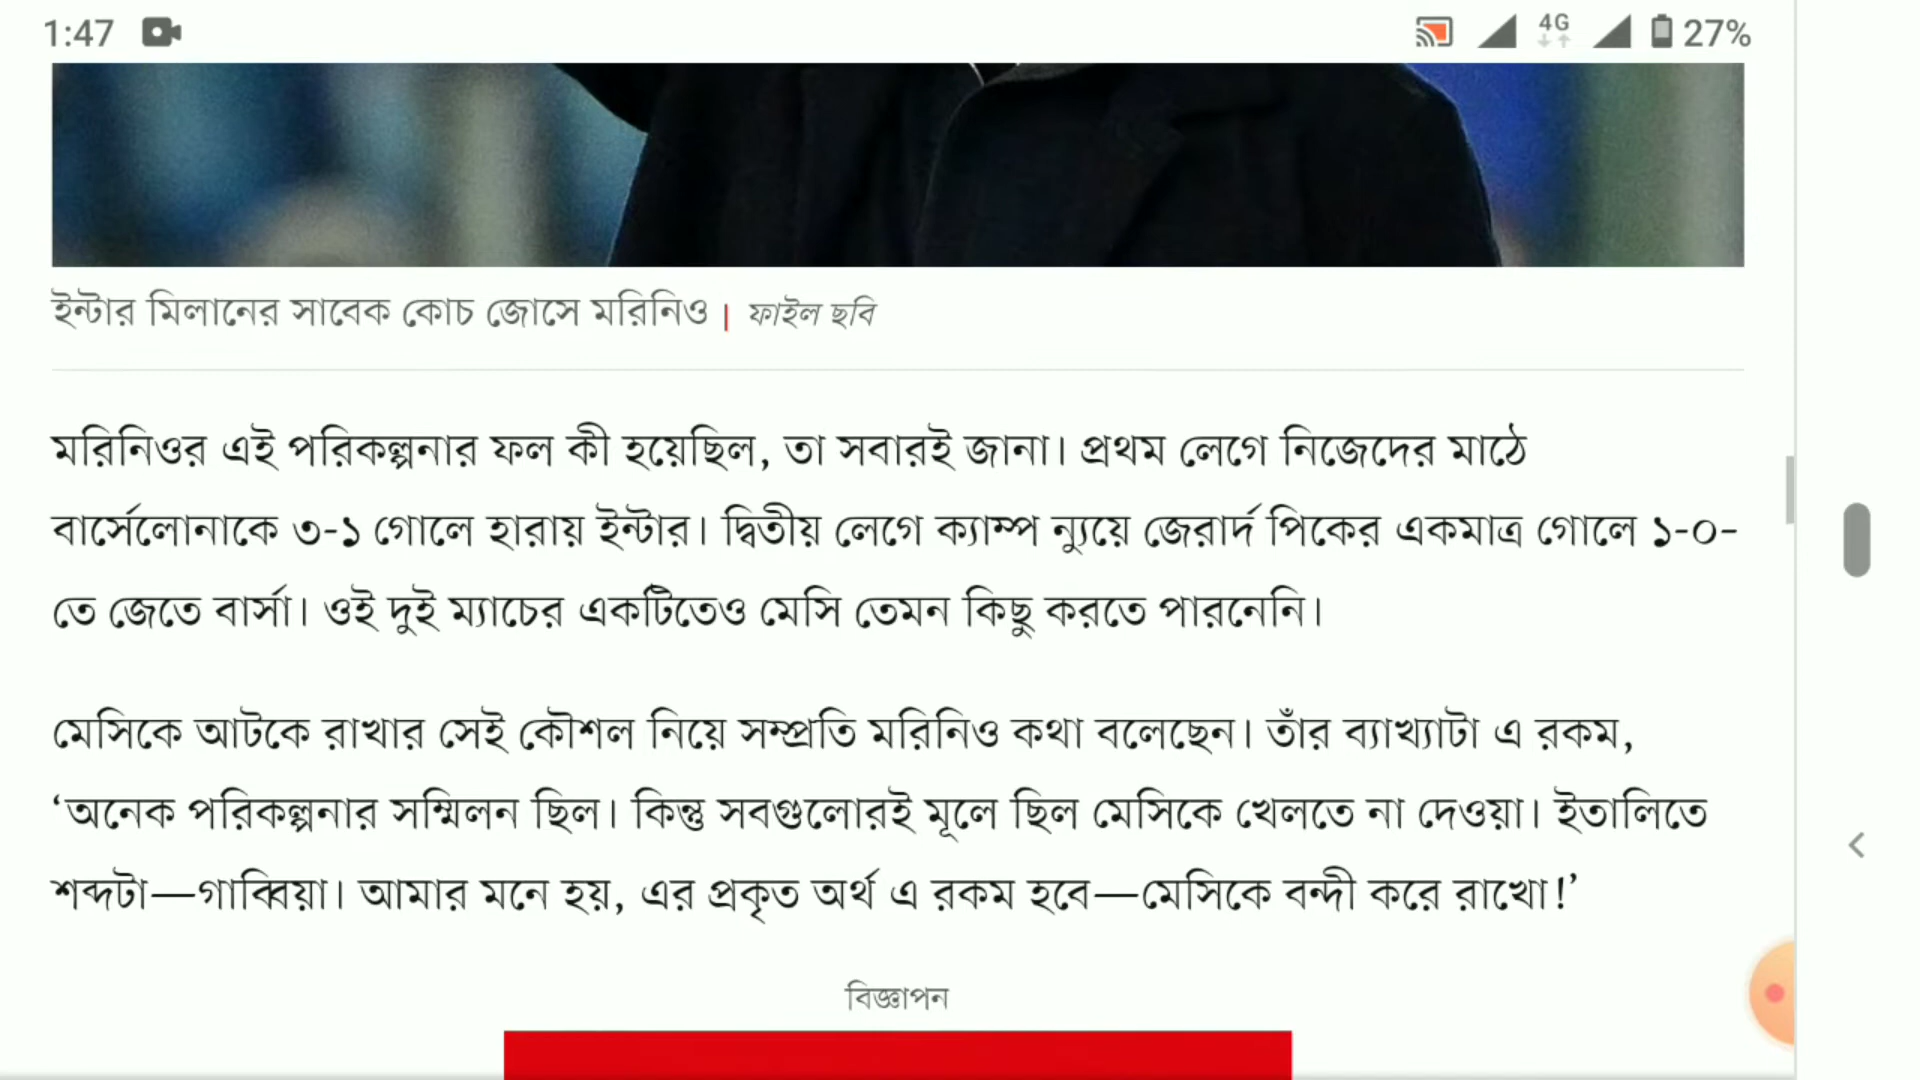 1:47
4G
27%
ইন্টার মিলানের সাবেক কোচ জোসে মরিনিও | ফাইল ছবি
মরিনিওর এই পরিকল্পনার ফল কী হয়েছিল, তা সবারই জানা। প্রথম লেগে নিজেদের মাঠে
বার্সেলোনাকে ৩-১ গোলে হারায় ইন্টার। দ্বিতীয় লেগে ক্যাম্প ন্যুয়ে জেরার্দ পিকের একমাত্র গোলে ১-০-
তে জেতে বার্সা। ওই দুই ম্যাচের একটিতেও মেসি তেমন কিছু করতে পারনেনি।
মেসিকে আটকে রাখার সেই কৌশল নিয়ে সম্প্রতি মরিনিও কথা বলেছেন। তাঁর ব্যাখ্যাটা এ রকম,
‘অনেক পরিকল্পনার সম্মিলন ছিল। কিন্তু সবগুলোরই মূলে ছিল মেসিকে খেলতে না দেওয়া। ইতালিতে
শব্দটা—গাব্বিয়া। আমার মনে হয়, এর প্রকৃত অর্থ এ রকম হবে—মেসিকে বন্দী করে রাখো!’
বিজ্ঞাপন